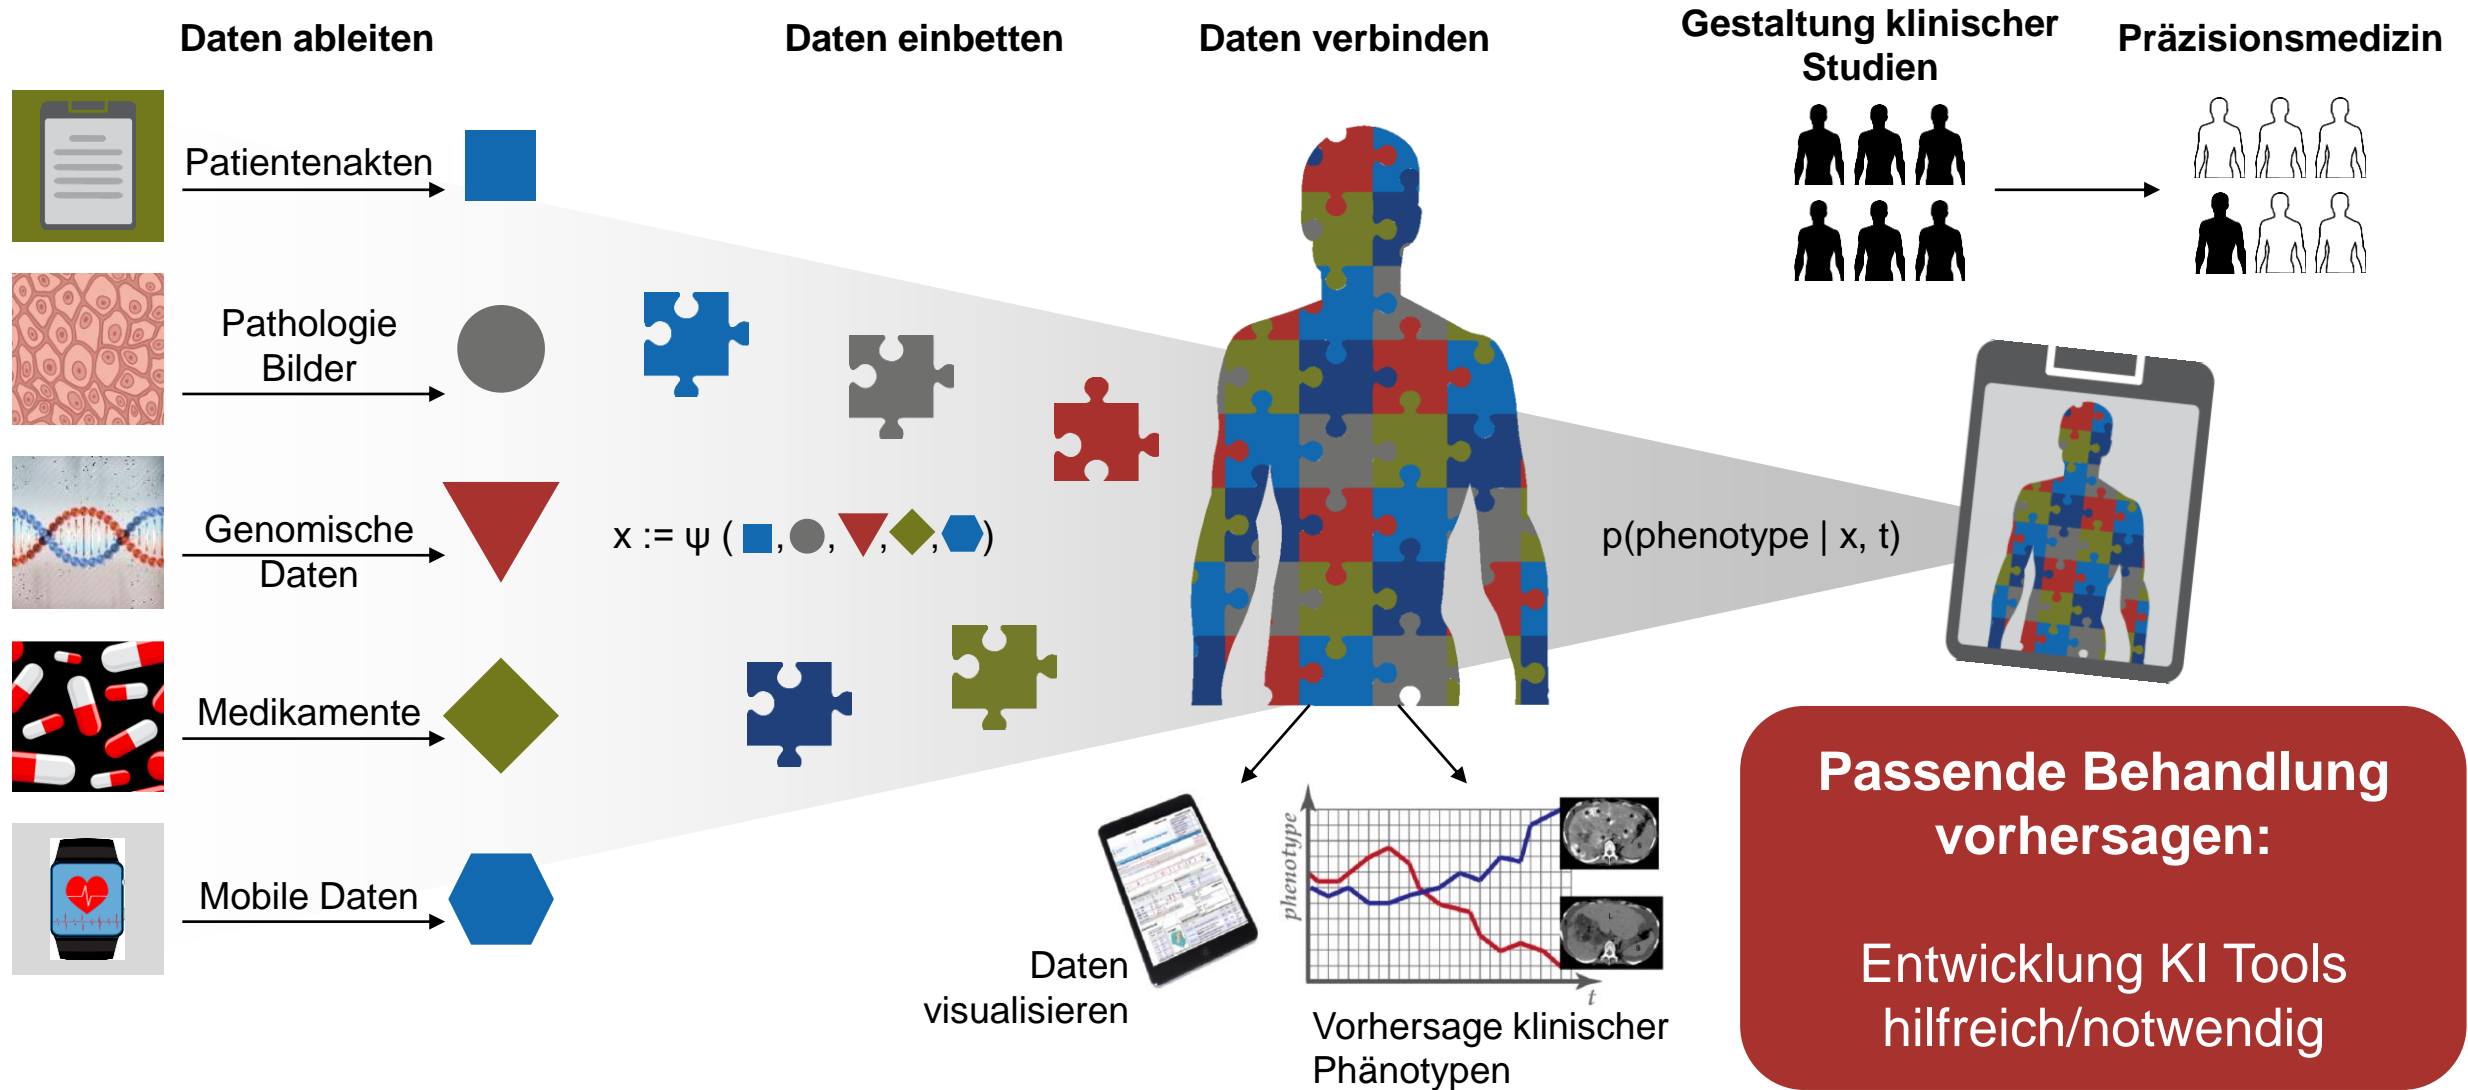 Daten ableiten
Daten einbetten
Daten verbinden
Gestaltung klinischer
Studien
Präzisionsmedizin
Patientenakten
Pathologie
Bilder
Genomische
Daten
Medikamente
Mobile Daten
x := ψ ( , , , , )
p(phenotype | x, t)
Daten
visualisieren
phenotype
t
Vorhersage klinischer
Phänotypen
Passende Behandlung
vorhersagen:
Entwicklung KI Tools
hilfreich/notwendig